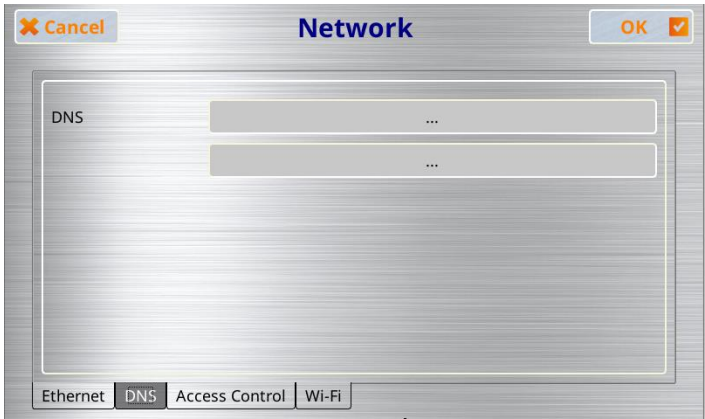 Cancel
Network
OK
DNS
...
...
Ethernet DNS Access Control Wi-Fi